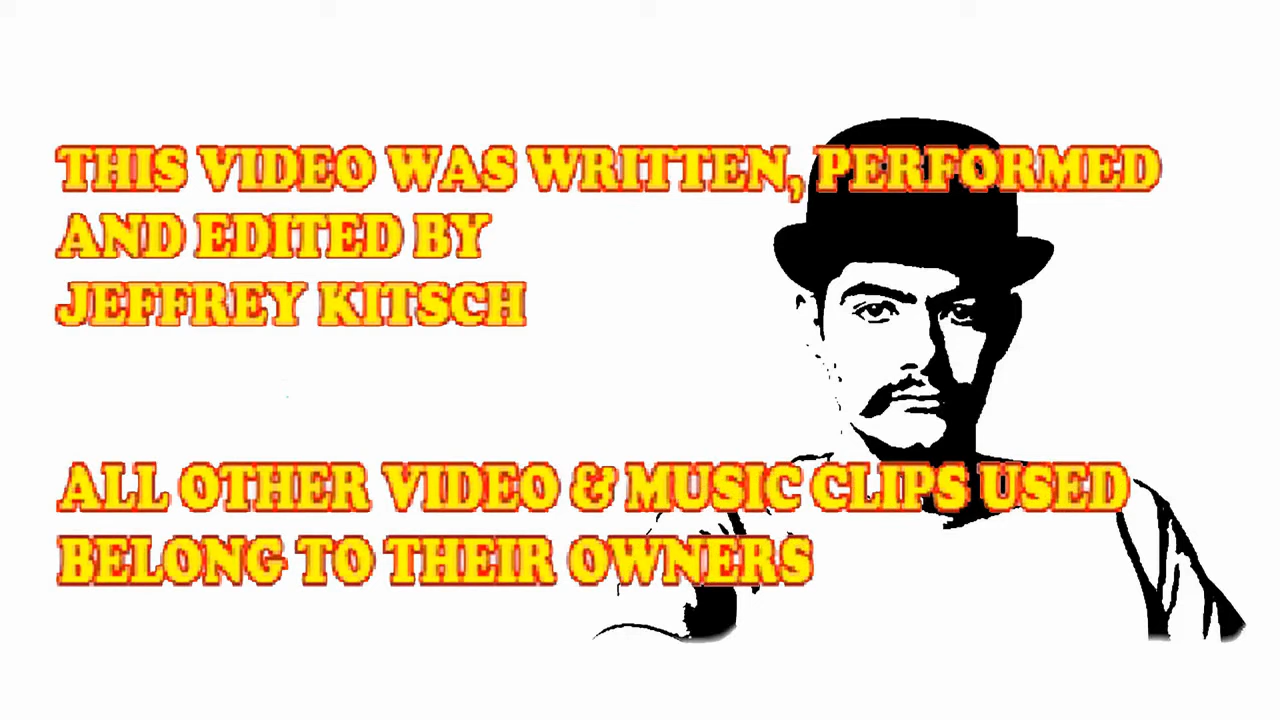 THIS VIDEO WAS WRITTEN, PERFORMED
AND EDITED BY
JEFFREY KITSCH
ALL OTHER VIDEO & MUSIC CLIPS USED
BELONG TO THEIR OWNERS